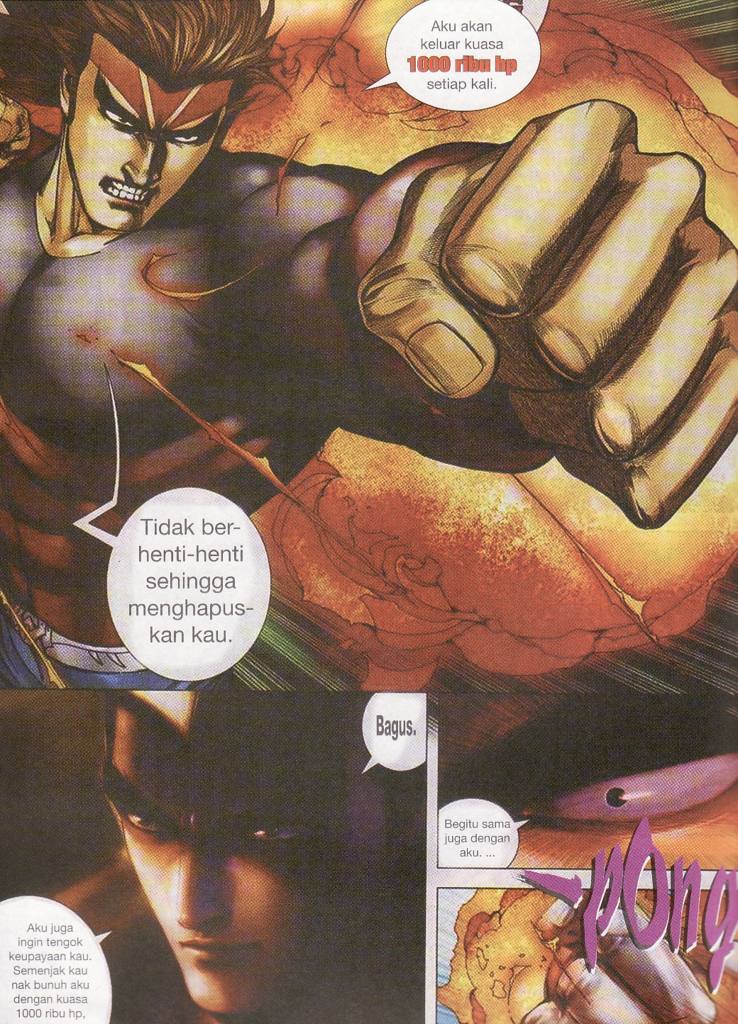 Aku akan
keluar kuasa
1000 ribu hp
setiap kali.
Tidak ber-
henti-henti
sehingga
menghapus-
kan kau.
Bagus.
Begitu sama
juga dengan
aku. ...
Aku juga
ingin tengok
keupayaan kau.
Semenjak kau
nak bunuh aku
dengan kuasa
1000 ribu hp,
pong